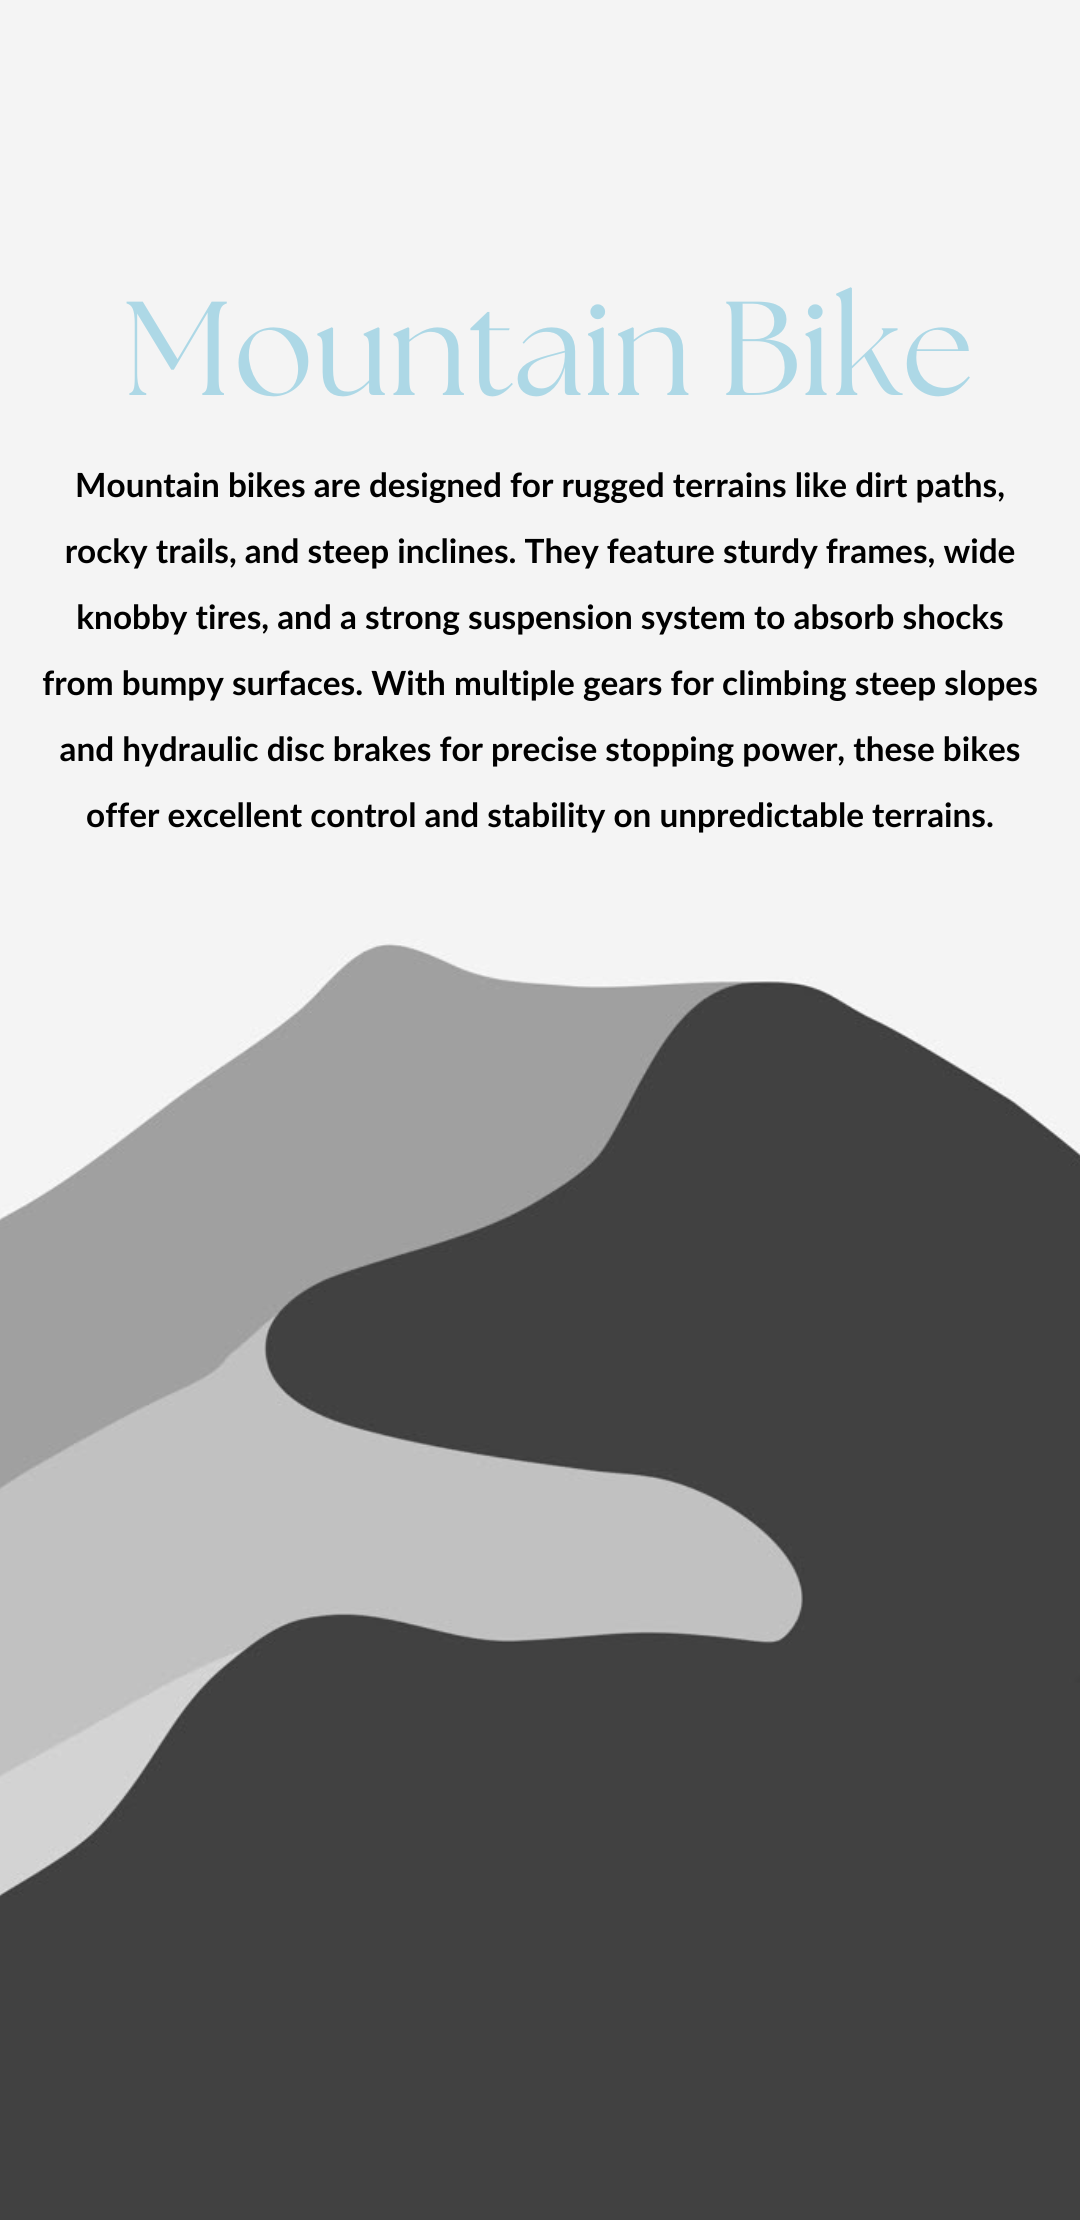 Mountain Bike
Mountain bikes are designed for rugged terrains like dirt paths,
rocky trails, and steep inclines. They feature sturdy frames, wide
knobby tires, and a strong suspension system to absorb shocks
from bumpy surfaces. With multiple gears for climbing steep slopes
and hydraulic disc brakes for precise stopping power, these bikes
offer excellent control and stability on unpredictable terrains.